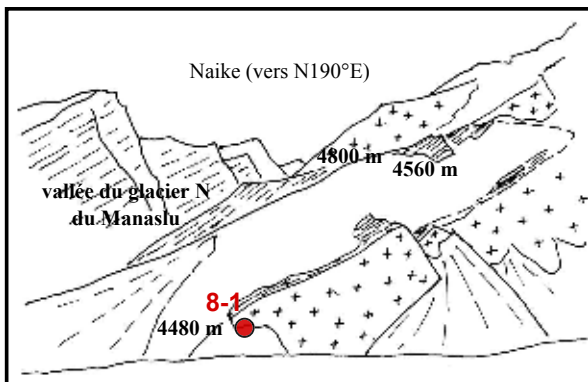 Naike (vers N190°E)
4800 m
4560 m
vallée du glacier N
du Manaslu
8-1
4480 m